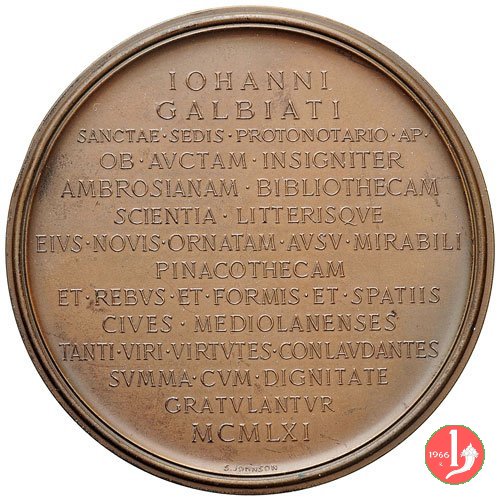 IOHANNI
GALBIATI
SANCTAE·SEDIS·PROTONOTARIO·AP·
OB·AVCTAM·INSIGNITER
AMBROSIANAM·BIBLIOTHECAM
SCIENTIA·LITTERISQVE
EIVS·NOVIS·ORNATAM·AVSV·MIRABILI
PINACOTHECAM
ET·REBVS·ET·FORMIS·ET·SPATIIS
CIVES·MEDIOLANENSES
TANTI·VIRI·VIRTVTES·CONLAVDANTES
SVMMA·CVM·DIGNITATE
GRATVLANTVR
MCMLXI
S. JOHNSON
1966